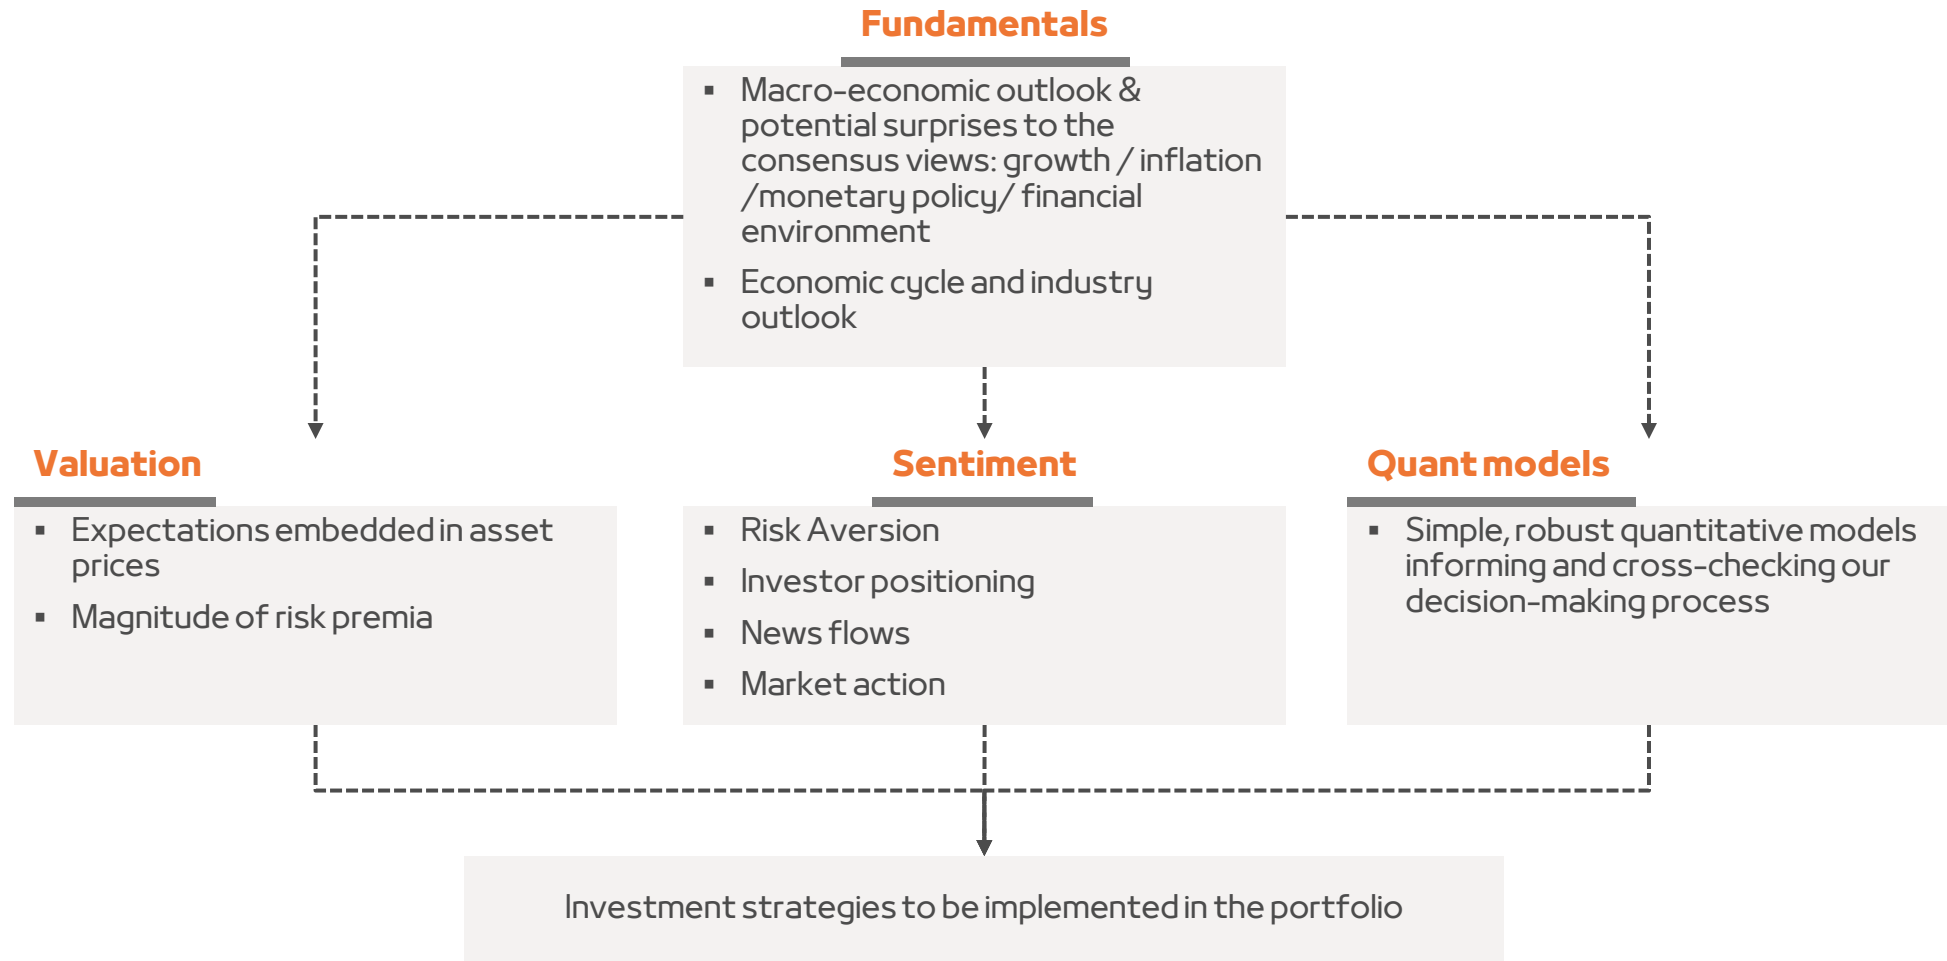 Fundamentals
▪ Macro-economic outlook &
potential surprises to the
consensus views: growth / inflation
/monetary policy/ financial
environment
▪ Economic cycle and industry
outlook
Valuation
▪ Expectations embedded in asset
prices
▪ Magnitude of risk premia
Sentiment
▪ Risk Aversion
▪ Investor positioning
▪ News flows
▪ Market action
Quant models
▪ Simple, robust quantitative models
informing and cross-checking our
decision-making process
Investment strategies to be implemented in the portfolio